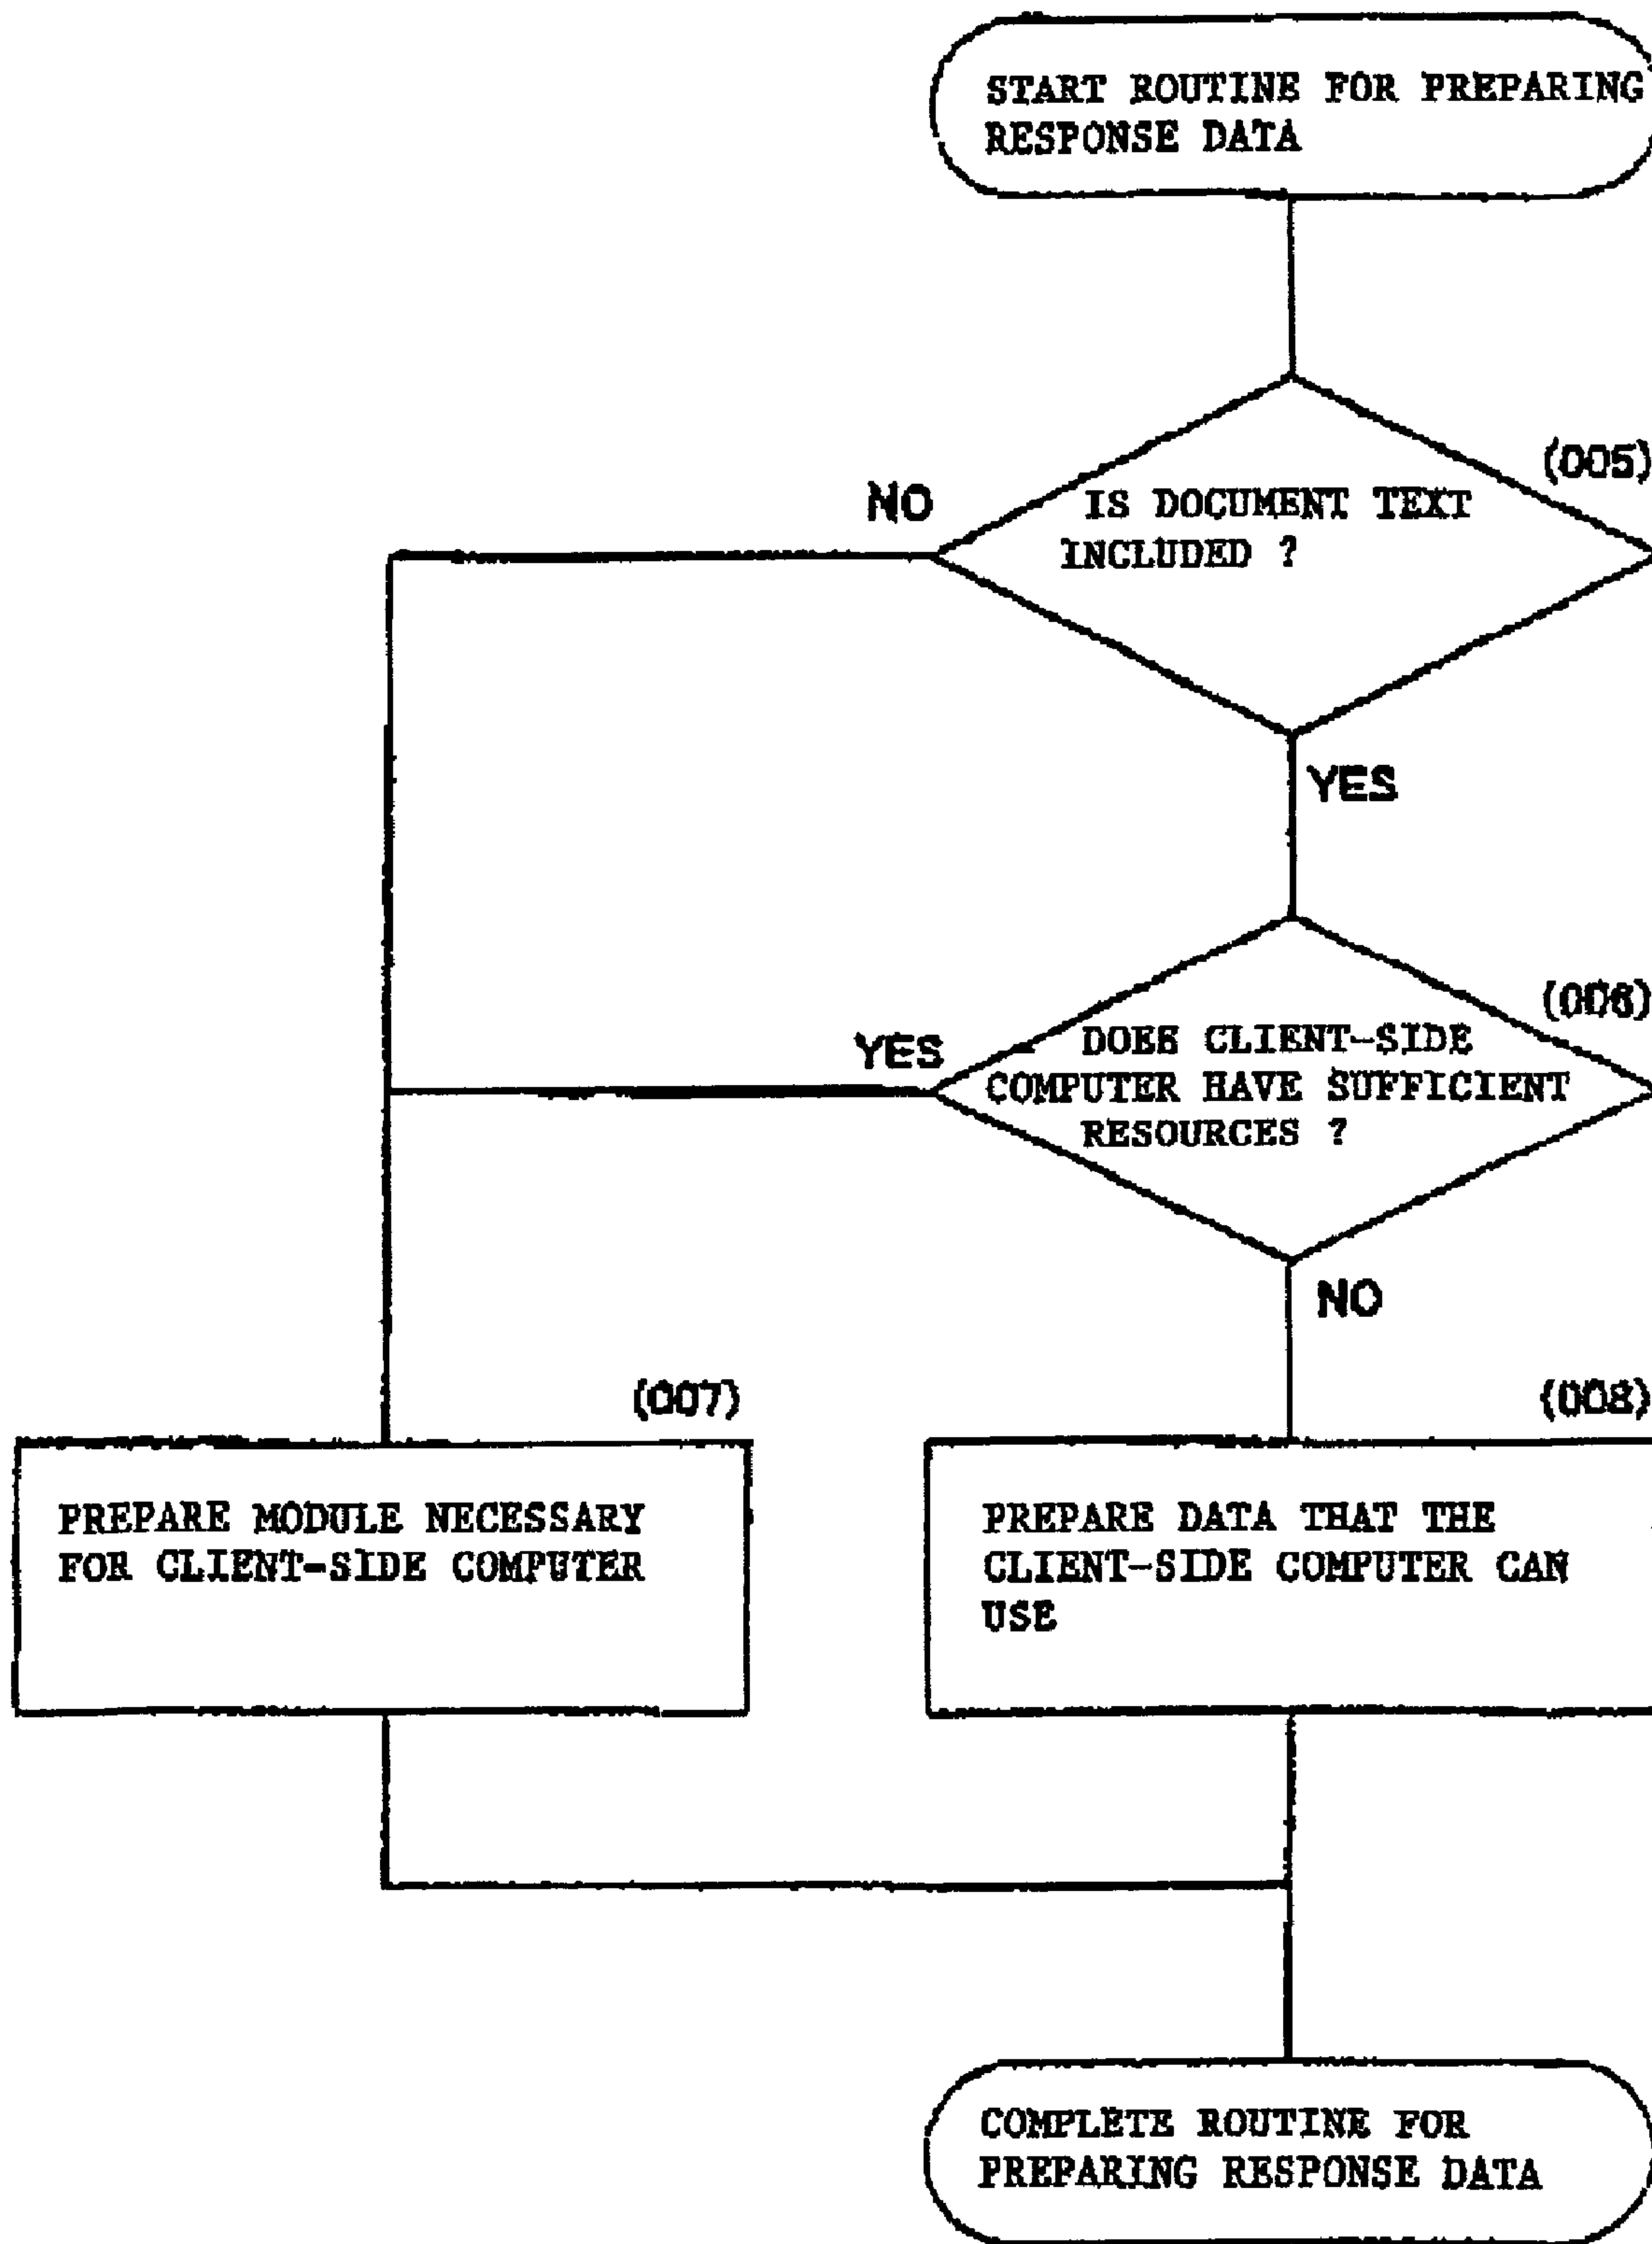 START ROUTINE FOR PREPARING
RESPONSE DATA
(005)
NO
IS DOCUMENT TEXT
INCLUDED ?
YES
(006)
YES
DOES CLIENT-SIDE
COMPUTER HAVE SUFFICIENT
RESOURCES ?
NO
(007)
PREPARE MODULE NECESSARY
FOR CLIENT-SIDE COMPUTER
(008)
PREPARE DATA THAT THE
CLIENT-SIDE COMPUTER CAN
USE
COMPLETE ROUTINE FOR
PREPARING RESPONSE DATA